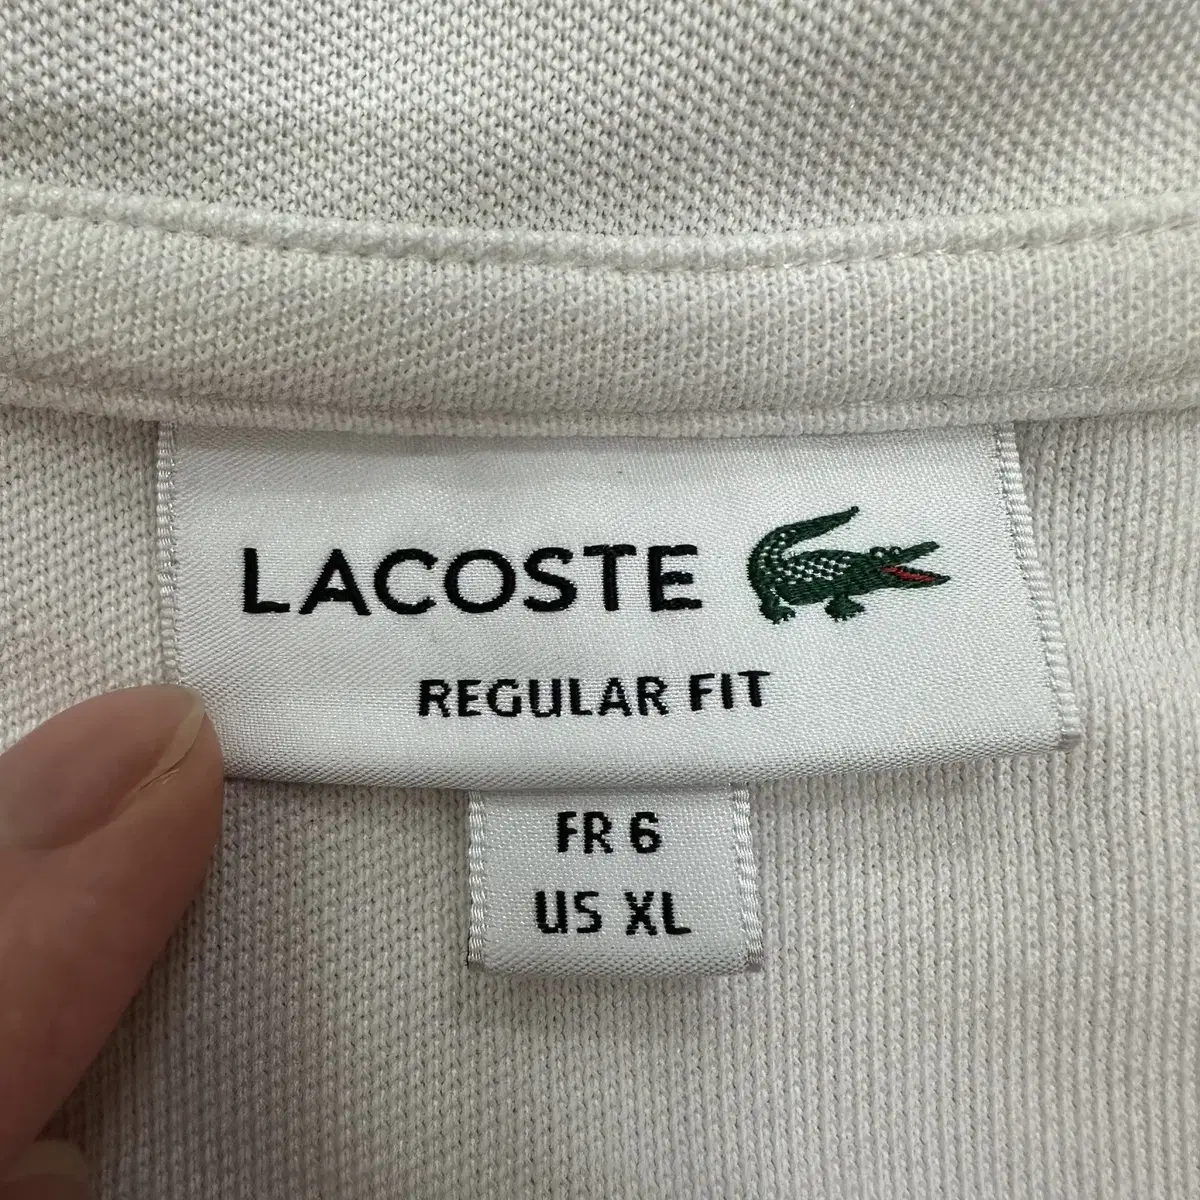 LACOSTE
REGULAR FIT
FR 6
US XL